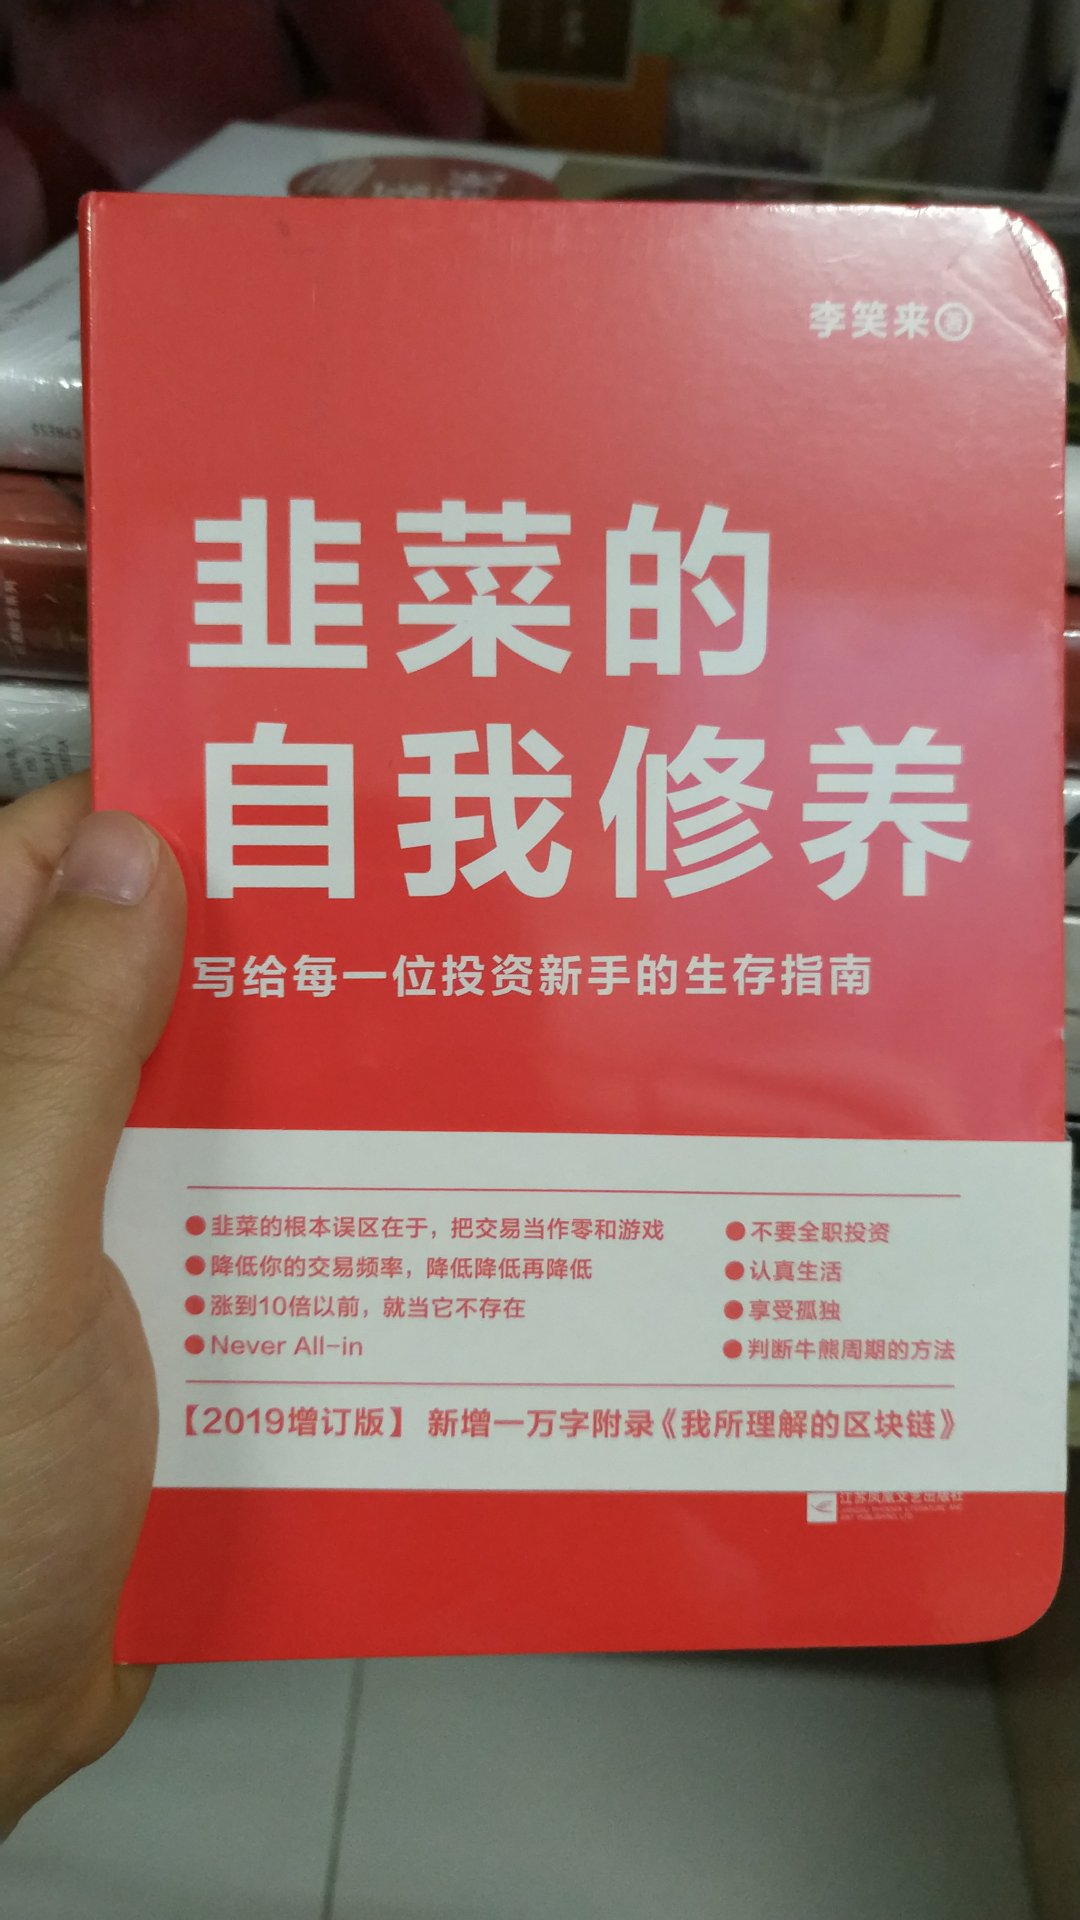 李笑来著
韭菜的
自我修养
写给每一位投资新手的生存指南
●韭菜的根本误区在于，把交易当作零和游戏
●降低你的交易频率，降低降低再降低
●涨到10倍以前，就当它不存在
●Never All-in
●不要全职投资
●认真生活
●享受孤独
●判断牛熊周期的方法
【2019增订版】 新增一万字附录《我所理解的区块链》
江苏凤凰文艺出版社
CPRESS